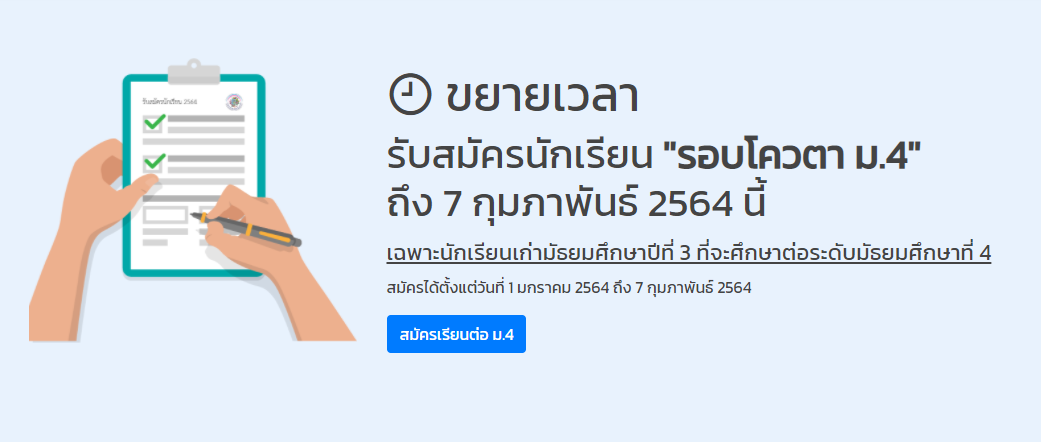 รับสมัครนักเรียน 2564
ขยายเวลา
รับสมัครนักเรียน "รอบโควตา ม.4"
ถึง 7 กุมภาพันธ์ 2564 นี้
เฉพาะนักเรียนเก่ามัธยมศึกษาปีที่ 3 ที่จะศึกษาต่อระดับมัธยมศึกษาที่ 4
สมัครได้ตั้งแต่วันที่ 1 มกราคม 2564 ถึง 7 กุมภาพันธ์ 2564
สมัครเรียนต่อ ม.4